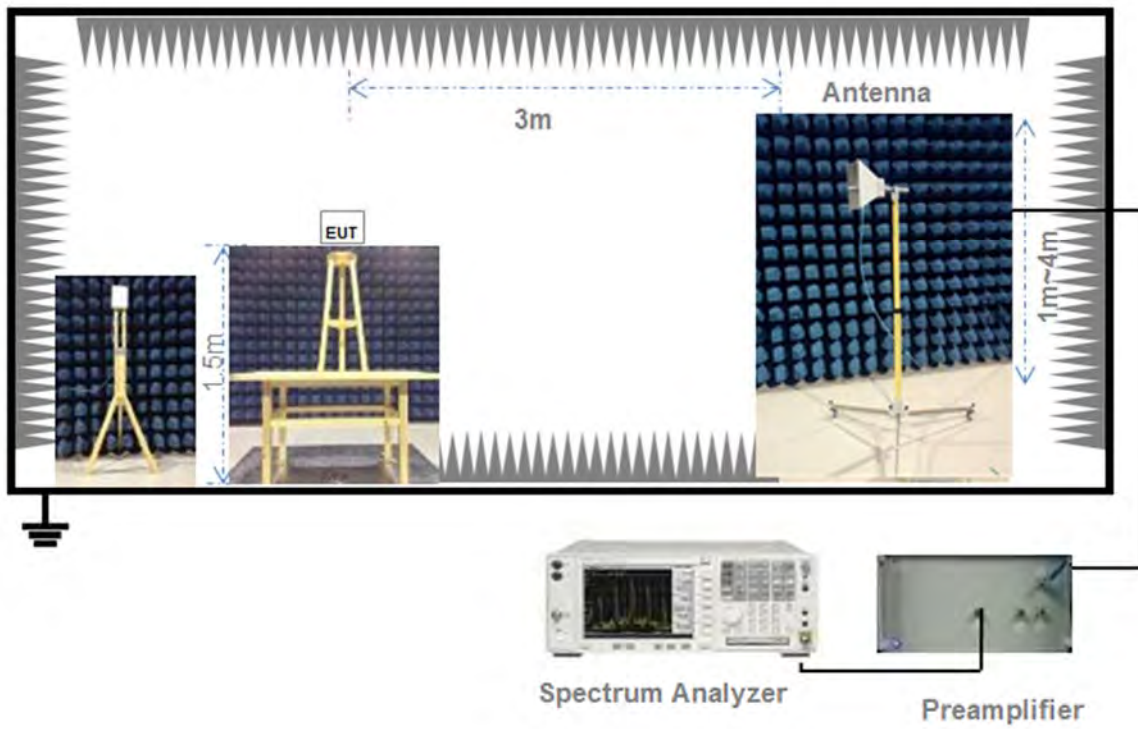 Antenna
3m
EUT
1.5m
1m~4m
Spectrum Analyzer
Preamplifier